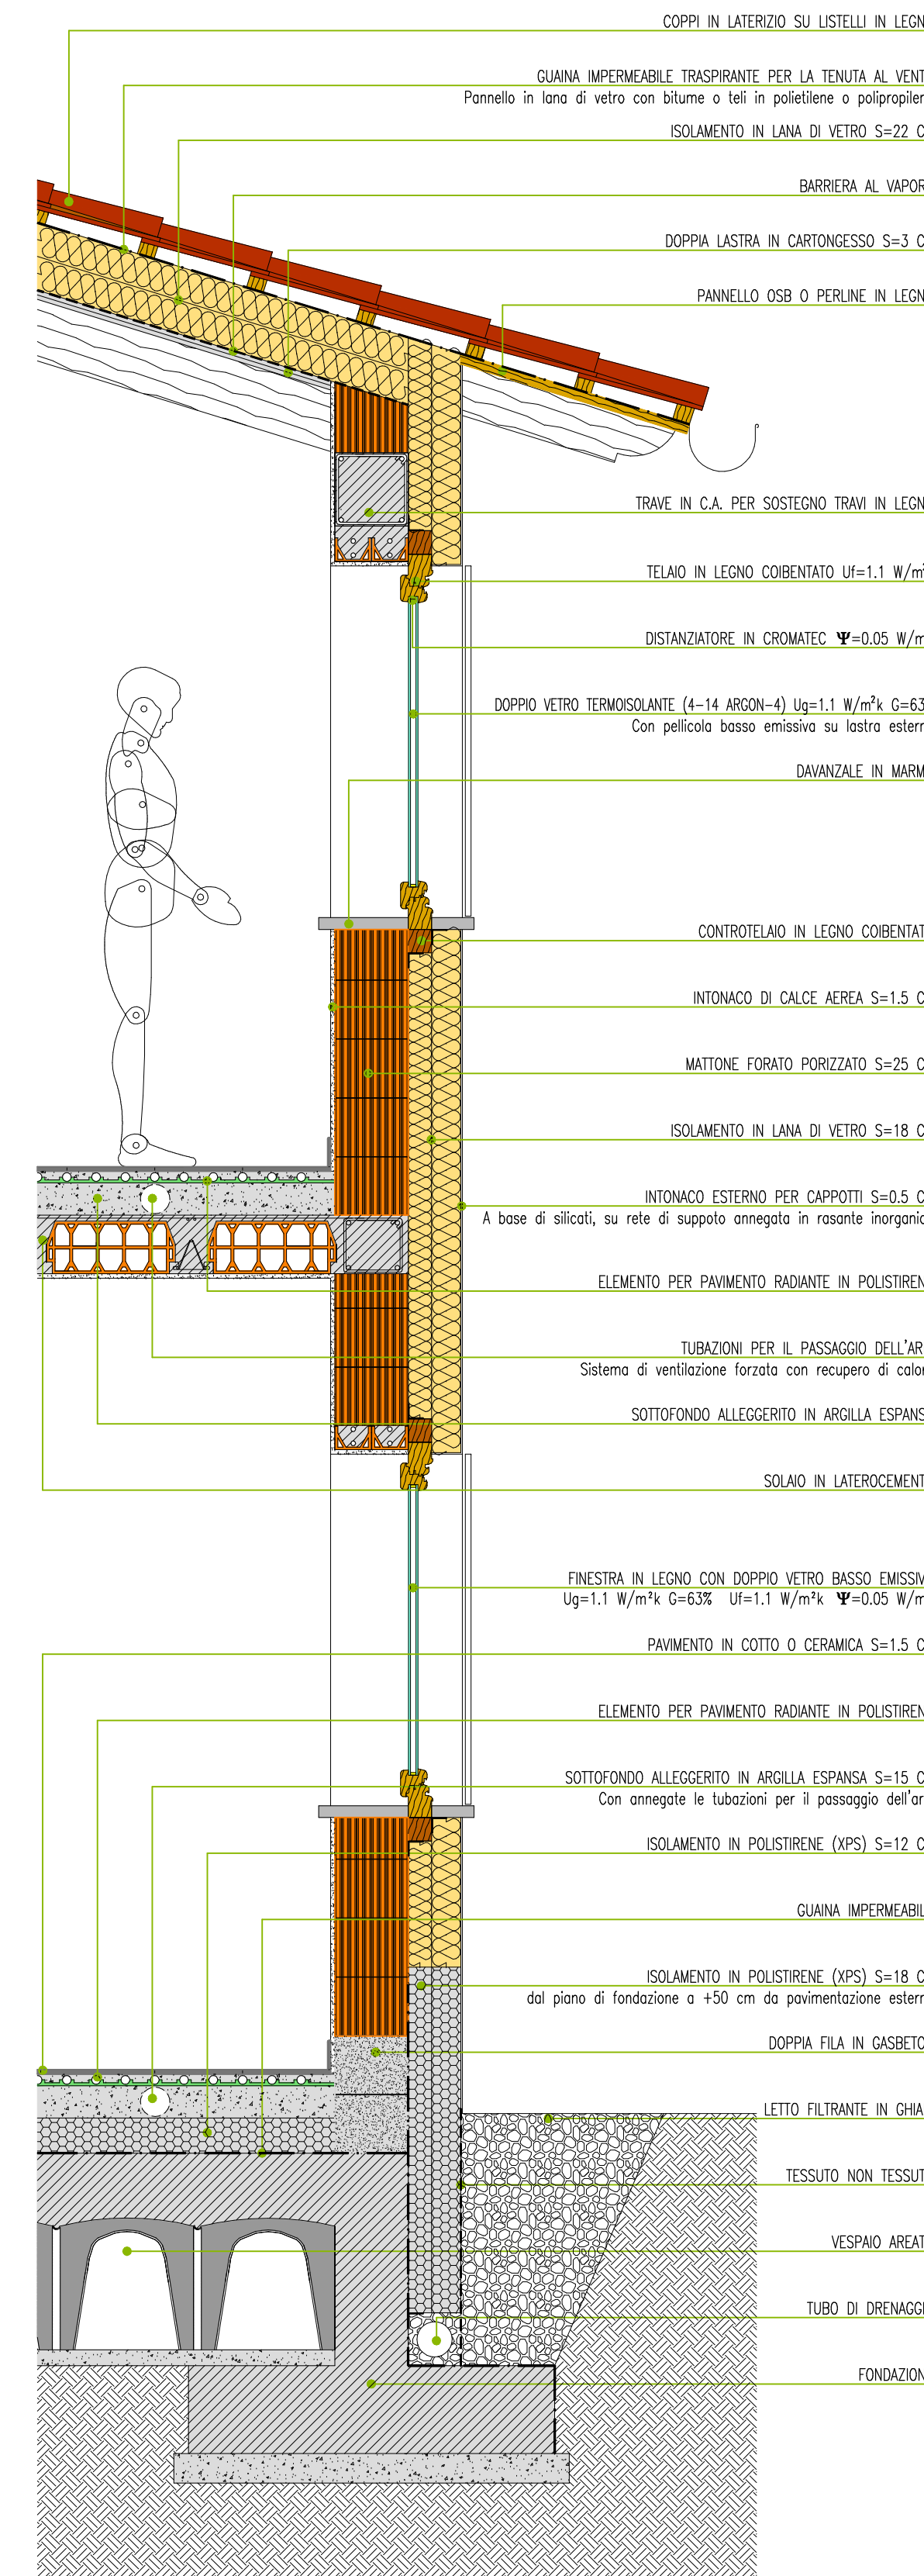 COPPI IN LATERIZIO SU LISTELLI IN LEGN
GUAINA IMPERMEABILE TRASPIRANTE PER LA TENUTA AL VENT
Pannello in lana di vetro con bitume o teli in polietilene o polipropilen
ISOLAMENTO IN LANA DI VETRO S=22 C
BARRIERA AL VAPOR
DOPPIA LASTRA IN CARTONGESSO S=3 C
PANNELLO OSB O PERLINE IN LEGN
TRAVE IN C.A. PER SOSTEGNO TRAVI IN LEGN
TELAIO IN LEGNO COIBENTATO Uf=1.1 W/m²
DISTANZIATORE IN CROMATEC Ψ=0.05 W/m
DOPPIO VETRO TERMOISOLANTE (4-14 ARGON-4) Ug=1.1 W/m²k G=63
Con pellicola basso emissiva su lastra estern
DAVANZALE IN MARM
CONTROTELAIO IN LEGNO COIBENTAT
INTONACO DI CALCE AEREA S=1.5 C
MATTONE FORATO PORIZZATO S=25 C
ISOLAMENTO IN LANA DI VETRO S=18 C
INTONACO ESTERNO PER CAPPOTTI S=0.5 C
A base di silicati, su rete di suppoto annegata in rasante inorganic
ELEMENTO PER PAVIMENTO RADIANTE IN POLISTIREN
TUBAZIONI PER IL PASSAGGIO DELL'AR
Sistema di ventilazione forzata con recupero di calor
SOTTOFONDO ALLEGGERITO IN ARGILLA ESPANS
SOLAIO IN LATEROCEMENT
FINESTRA IN LEGNO CON DOPPIO VETRO BASSO EMISSIV
Ug=1.1 W/m²k G=63% Uf=1.1 W/m²k Ψ=0.05 W/m
PAVIMENTO IN COTTO O CERAMICA S=1.5 C
ELEMENTO PER PAVIMENTO RADIANTE IN POLISTIREN
SOTTOFONDO ALLEGGERITO IN ARGILLA ESPANSA S=15 C
Con annegate le tubazioni per il passaggio dell'ar
ISOLAMENTO IN POLISTIRENE (XPS) S=12 C
GUAINA IMPERMEABIL
ISOLAMENTO IN POLISTIRENE (XPS) S=18 C
dal piano di fondazione a +50 cm da pavimentazione estern
DOPPIA FILA IN GASBETO
LETTO FILTRANTE IN GHIA
TESSUTO NON TESSUT
VESPAIO AREAT
TUBO DI DRENAGG
FONDAZION